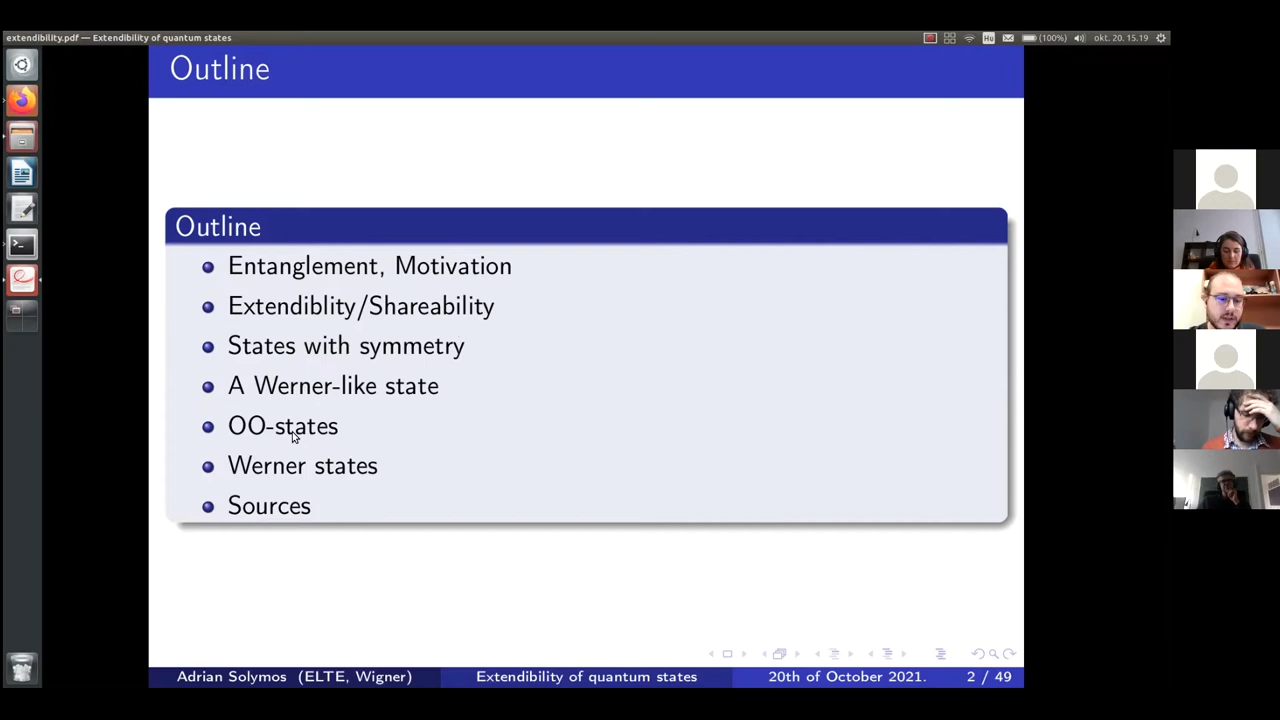 extendibility.pdf — Extendibility of quantum states
Hu
(100%)
okt. 20. 15.19
Outline
Outline
Entanglement, Motivation
Extendiblity/Shareability
States with symmetry
A Werner-like state
OO-states
Werner states
Sources
Adrian Solymos (ELTE, Wigner)
Extendibility of quantum states
20th of October 2021.
2 / 49